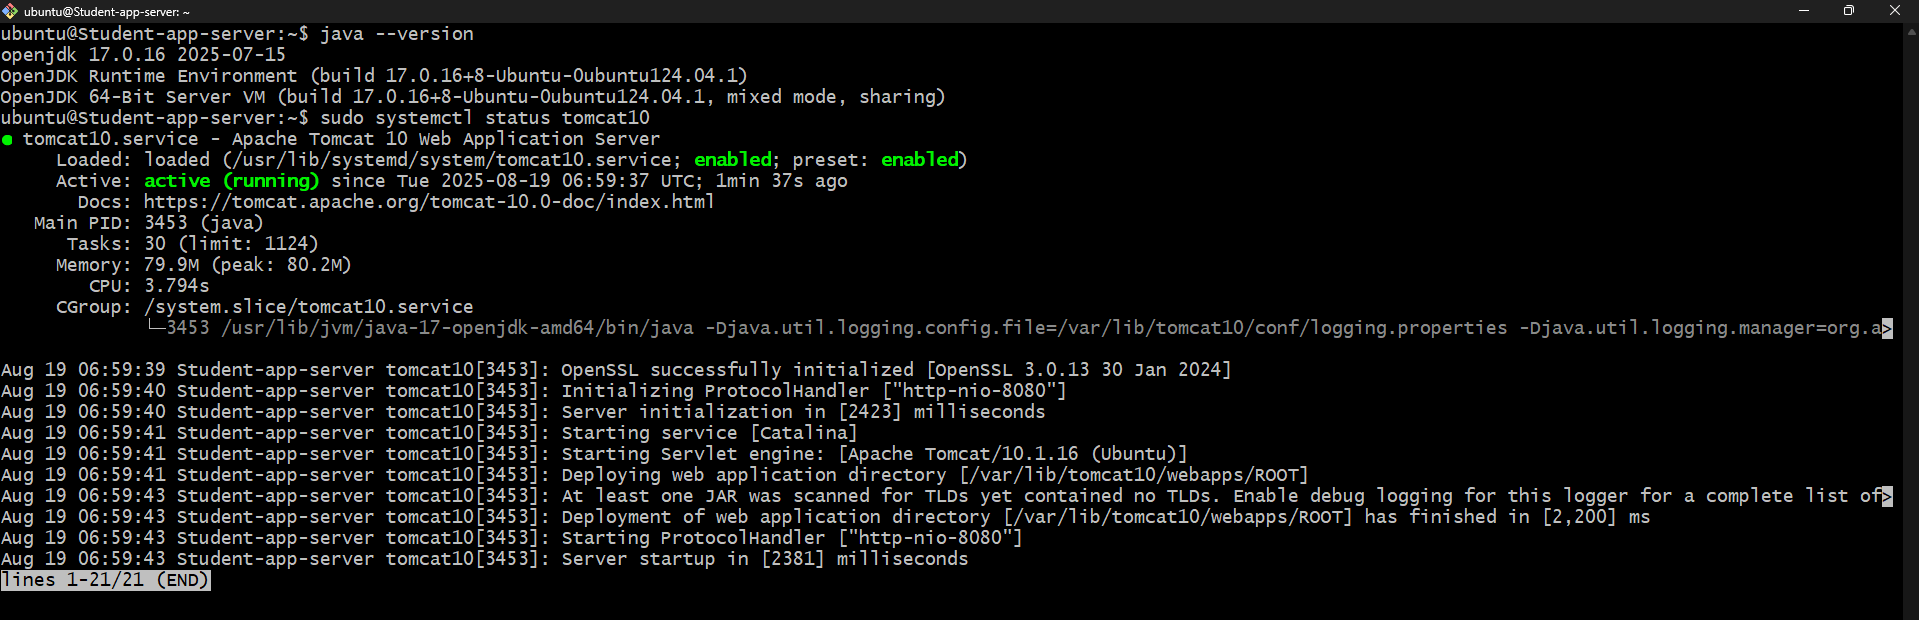 ubuntu@Student-app-server: ~
ubuntu@Student-app-server:~$ java --version
openjdk 17.0.16 2025-07-15
OpenJDK Runtime Environment (build 17.0.16+8-Ubuntu-0ubuntu124.04.1)
OpenJDK 64-Bit Server VM (build 17.0.16+8-Ubuntu-0ubuntu124.04.1, mixed mode, sharing)
ubuntu@Student-app-server:~$ sudo systemctl status tomcat10
● tomcat10.service - Apache Tomcat 10 Web Application Server
Loaded: loaded (/usr/lib/systemd/system/tomcat10.service; enabled; preset: enabled)
Active: active (running) since Tue 2025-08-19 06:59:37 UTC; 1min 37s ago
Docs: https://tomcat.apache.org/tomcat-10.0-doc/index.html
Main PID: 3453 (java)
Tasks: 30 (limit: 1124)
Memory: 79.9M (peak: 80.2M)
CPU: 3.794s
CGroup: /system.slice/tomcat10.service
└─3453 /usr/lib/jvm/java-17-openjdk-amd64/bin/java -Djava.util.logging.config.file=/var/lib/tomcat10/conf/logging.properties -Djava.util.logging.manager=org.a>
Aug 19 06:59:39 Student-app-server tomcat10[3453]: OpenSSL successfully initialized [OpenSSL 3.0.13 30 Jan 2024]
Aug 19 06:59:40 Student-app-server tomcat10[3453]: Initializing ProtocolHandler ["http-nio-8080"]
Aug 19 06:59:40 Student-app-server tomcat10[3453]: Server initialization in [2423] milliseconds
Aug 19 06:59:41 Student-app-server tomcat10[3453]: Starting service [Catalina]
Aug 19 06:59:41 Student-app-server tomcat10[3453]: Starting Servlet engine: [Apache Tomcat/10.1.16 (Ubuntu)]
Aug 19 06:59:41 Student-app-server tomcat10[3453]: Deploying web application directory [/var/lib/tomcat10/webapps/ROOT]
Aug 19 06:59:43 Student-app-server tomcat10[3453]: At least one JAR was scanned for TLDs yet contained no TLDs. Enable debug logging for this logger for a complete list of>
Aug 19 06:59:43 Student-app-server tomcat10[3453]: Deployment of web application directory [/var/lib/tomcat10/webapps/ROOT] has finished in [2,200] ms
Aug 19 06:59:43 Student-app-server tomcat10[3453]: Starting ProtocolHandler ["http-nio-8080"]
Aug 19 06:59:43 Student-app-server tomcat10[3453]: Server startup in [2381] milliseconds
lines 1-21/21 (END)